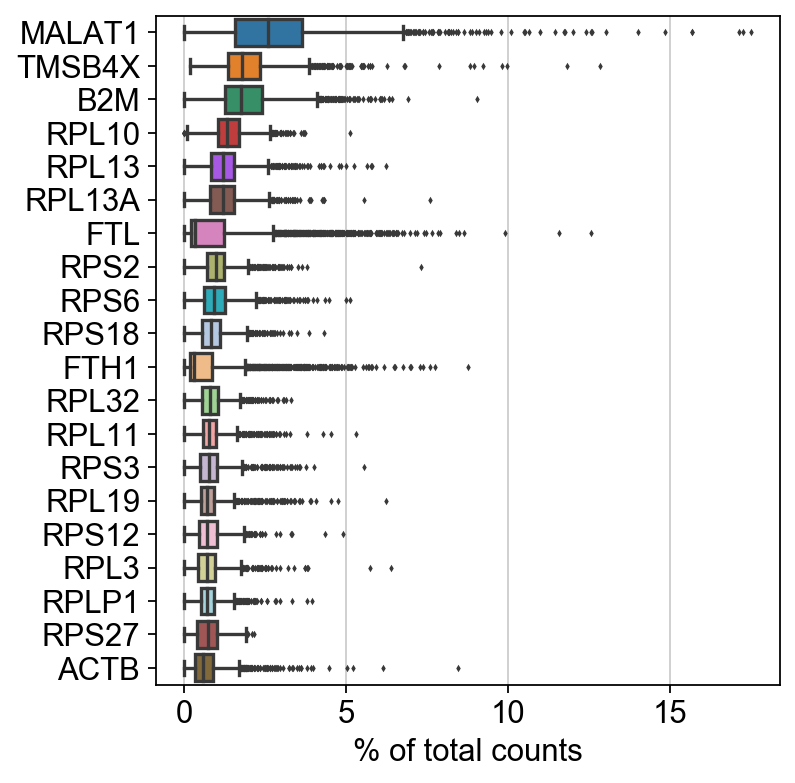 MALAT1
TMSB4X
B2M
RPL10
RPL13
RPL13A
FTL
RPS2
RPS6
RPS18
FTH1
RPL32
RPL11
RPS3
RPL19
RPS12
RPL3
RPLP1
RPS27
ACTB
0 5 10 15
% of total counts